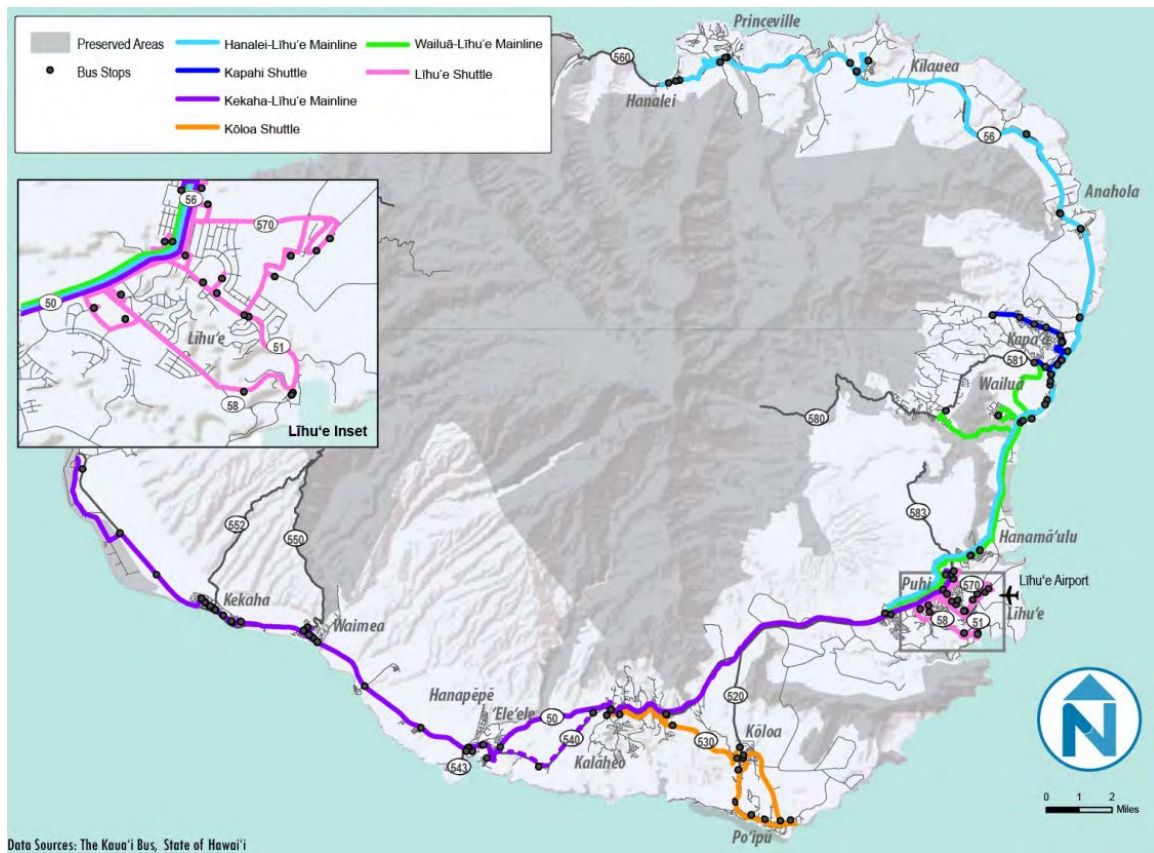 Preserved Areas
Bus Stops
Hanalei-Līhu'e Mainline
Kapahi Shuttle
Kekaha-Līhu'e Mainline
Kōloa Shuttle
Wailuā-Līhu'e Mainline
Līhu'e Shuttle
Princeville
560
Hanalei
Kīlauea
56
Anahola
56
570
50
Līhu'e
51
58
Līhu'e Inset
Kapa'a
581
Wailuā
580
583
Hanamā'ulu
Puhi
570
Līhu'e Airport
Līhu'e
58
51
552
550
Kekaha
Waimea
Hanapēpē
'Ele'ele
50
540
543
Kalāheo
520
530
Kōloa
Po'ipū
N
0 1 2
Miles
Data Sources: The Kaua'i Bus, State of Hawai'i